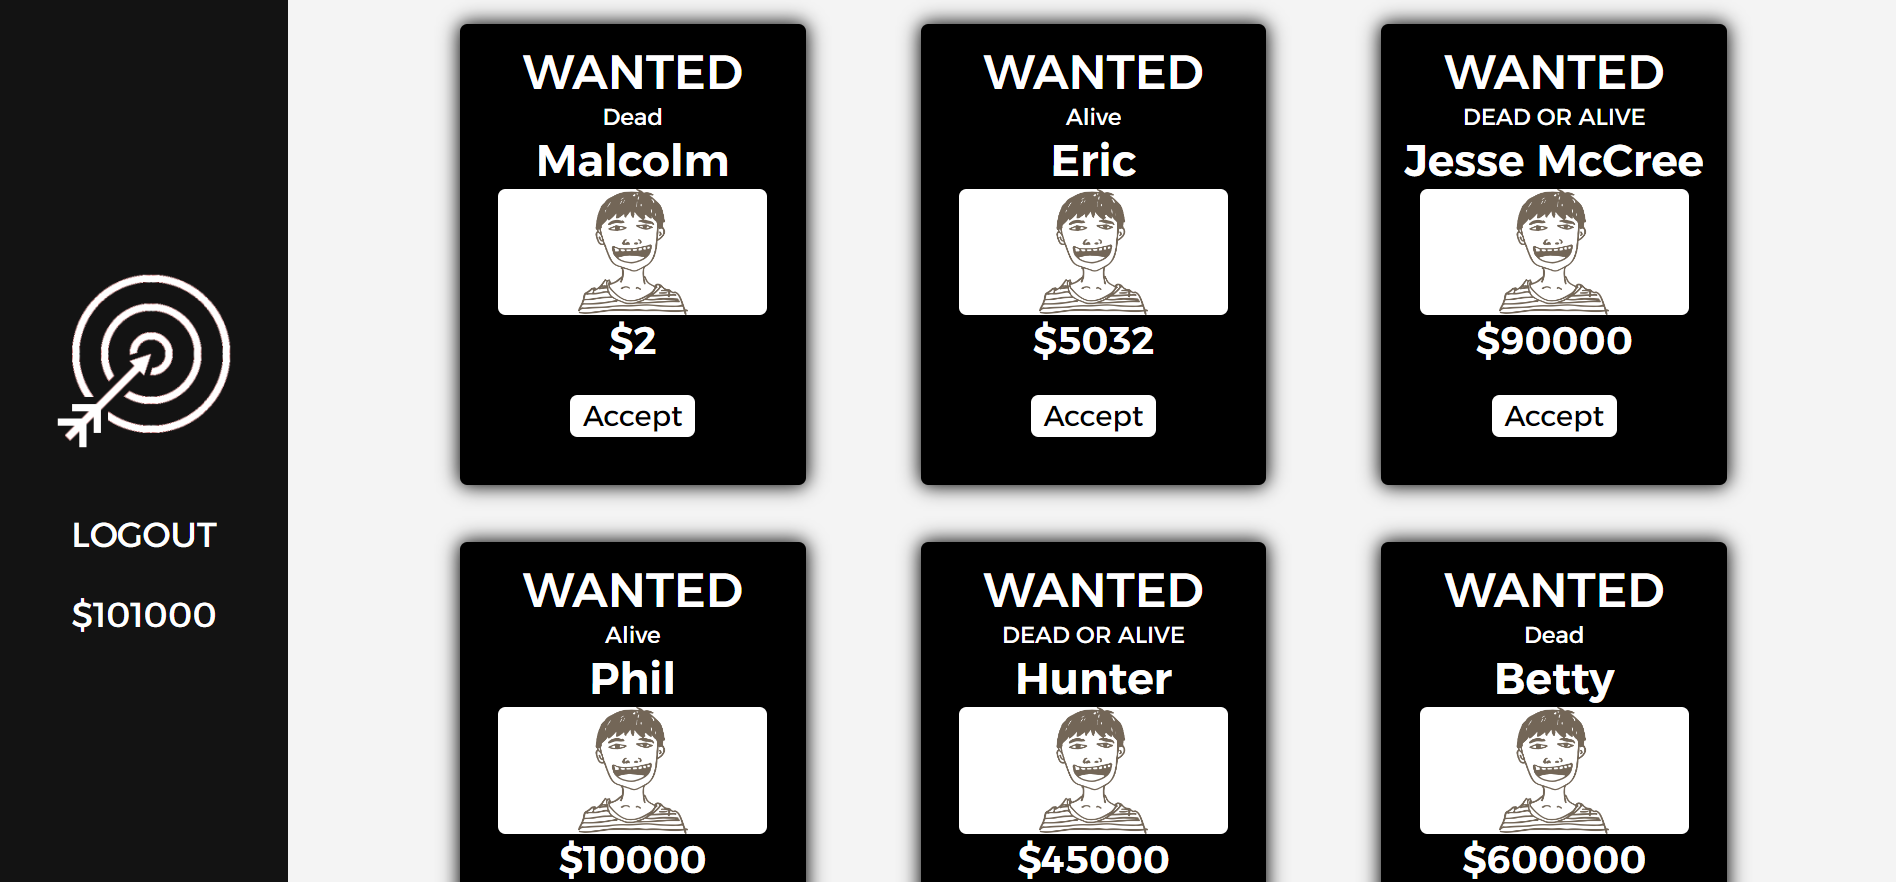 LOGOUT
$101000
WANTED
Dead
Malcolm
$2
Accept
WANTED
Alive
Eric
$5032
Accept
WANTED
DEAD OR ALIVE
Jesse McCree
$90000
Accept
WANTED
Alive
Phil
$10000
WANTED
DEAD OR ALIVE
Hunter
$45000
WANTED
Dead
Betty
$600000